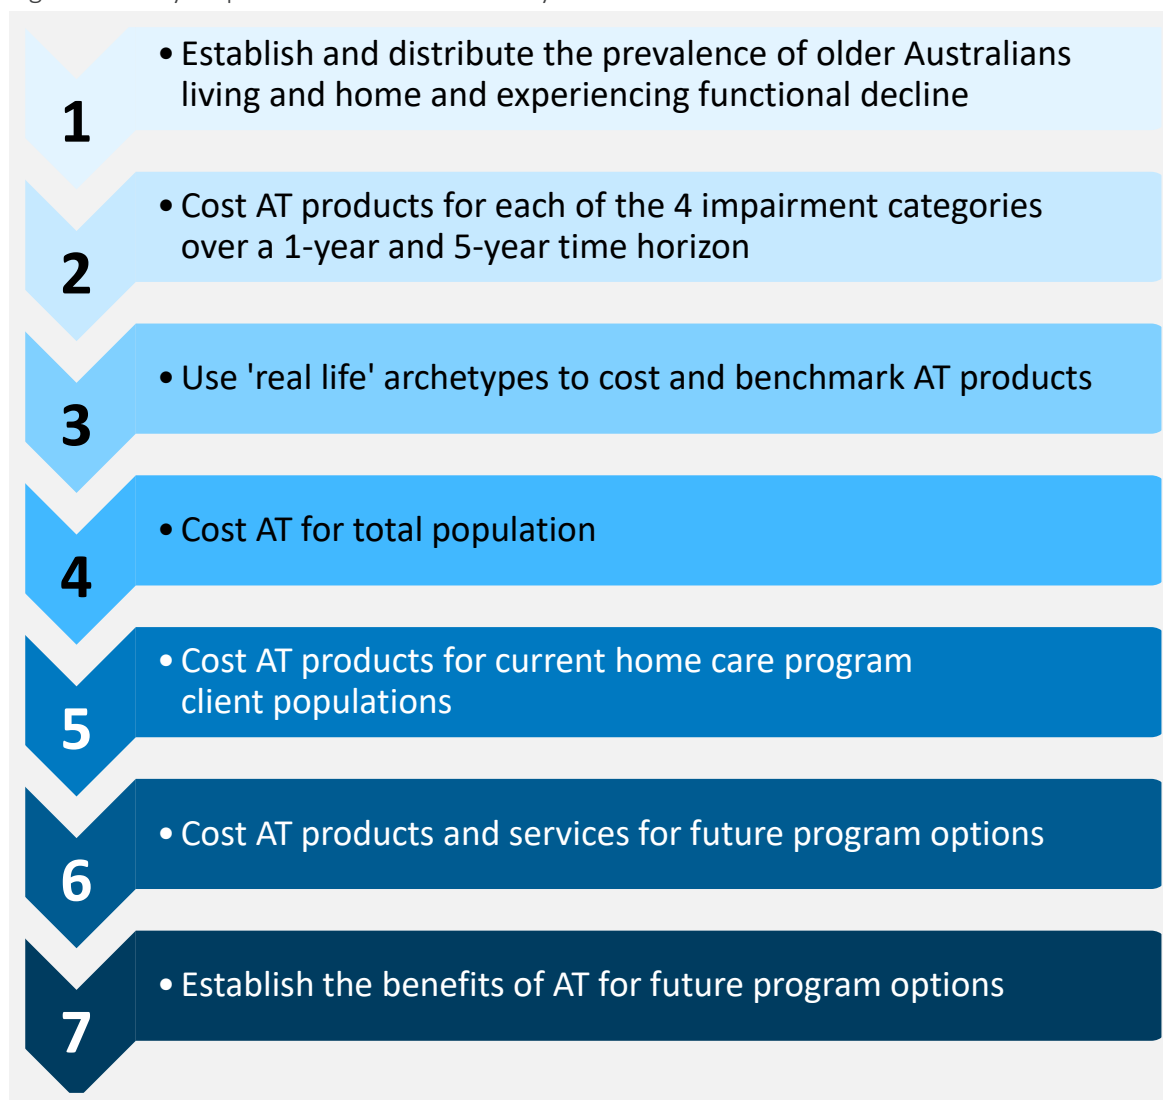 1
• Establish and distribute the prevalence of older Australians
living and home and experiencing functional decline
2
• Cost AT products for each of the 4 impairment categories
over a 1-year and 5-year time horizon
3
• Use 'real life' archetypes to cost and benchmark AT products
4
• Cost AT for total population
5
• Cost AT products for current home care program
client populations
6
• Cost AT products and services for future program options
7
• Establish the benefits of AT for future program options